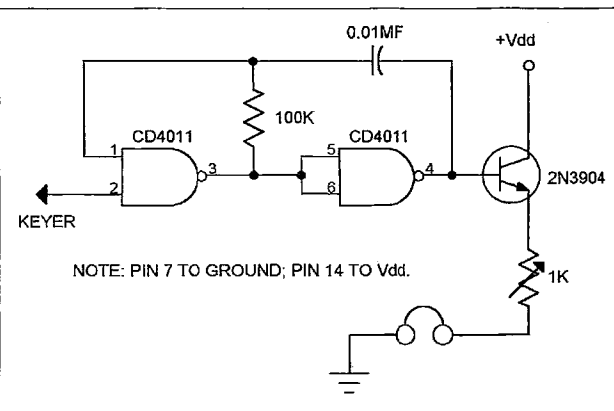 0.01MF
+Vdd
100K
CD4011
CD4011
1
3
5
4
2
6
2N3904
KEYER
NOTE: PIN 7 TO GROUND; PIN 14 TO Vdd.
1K